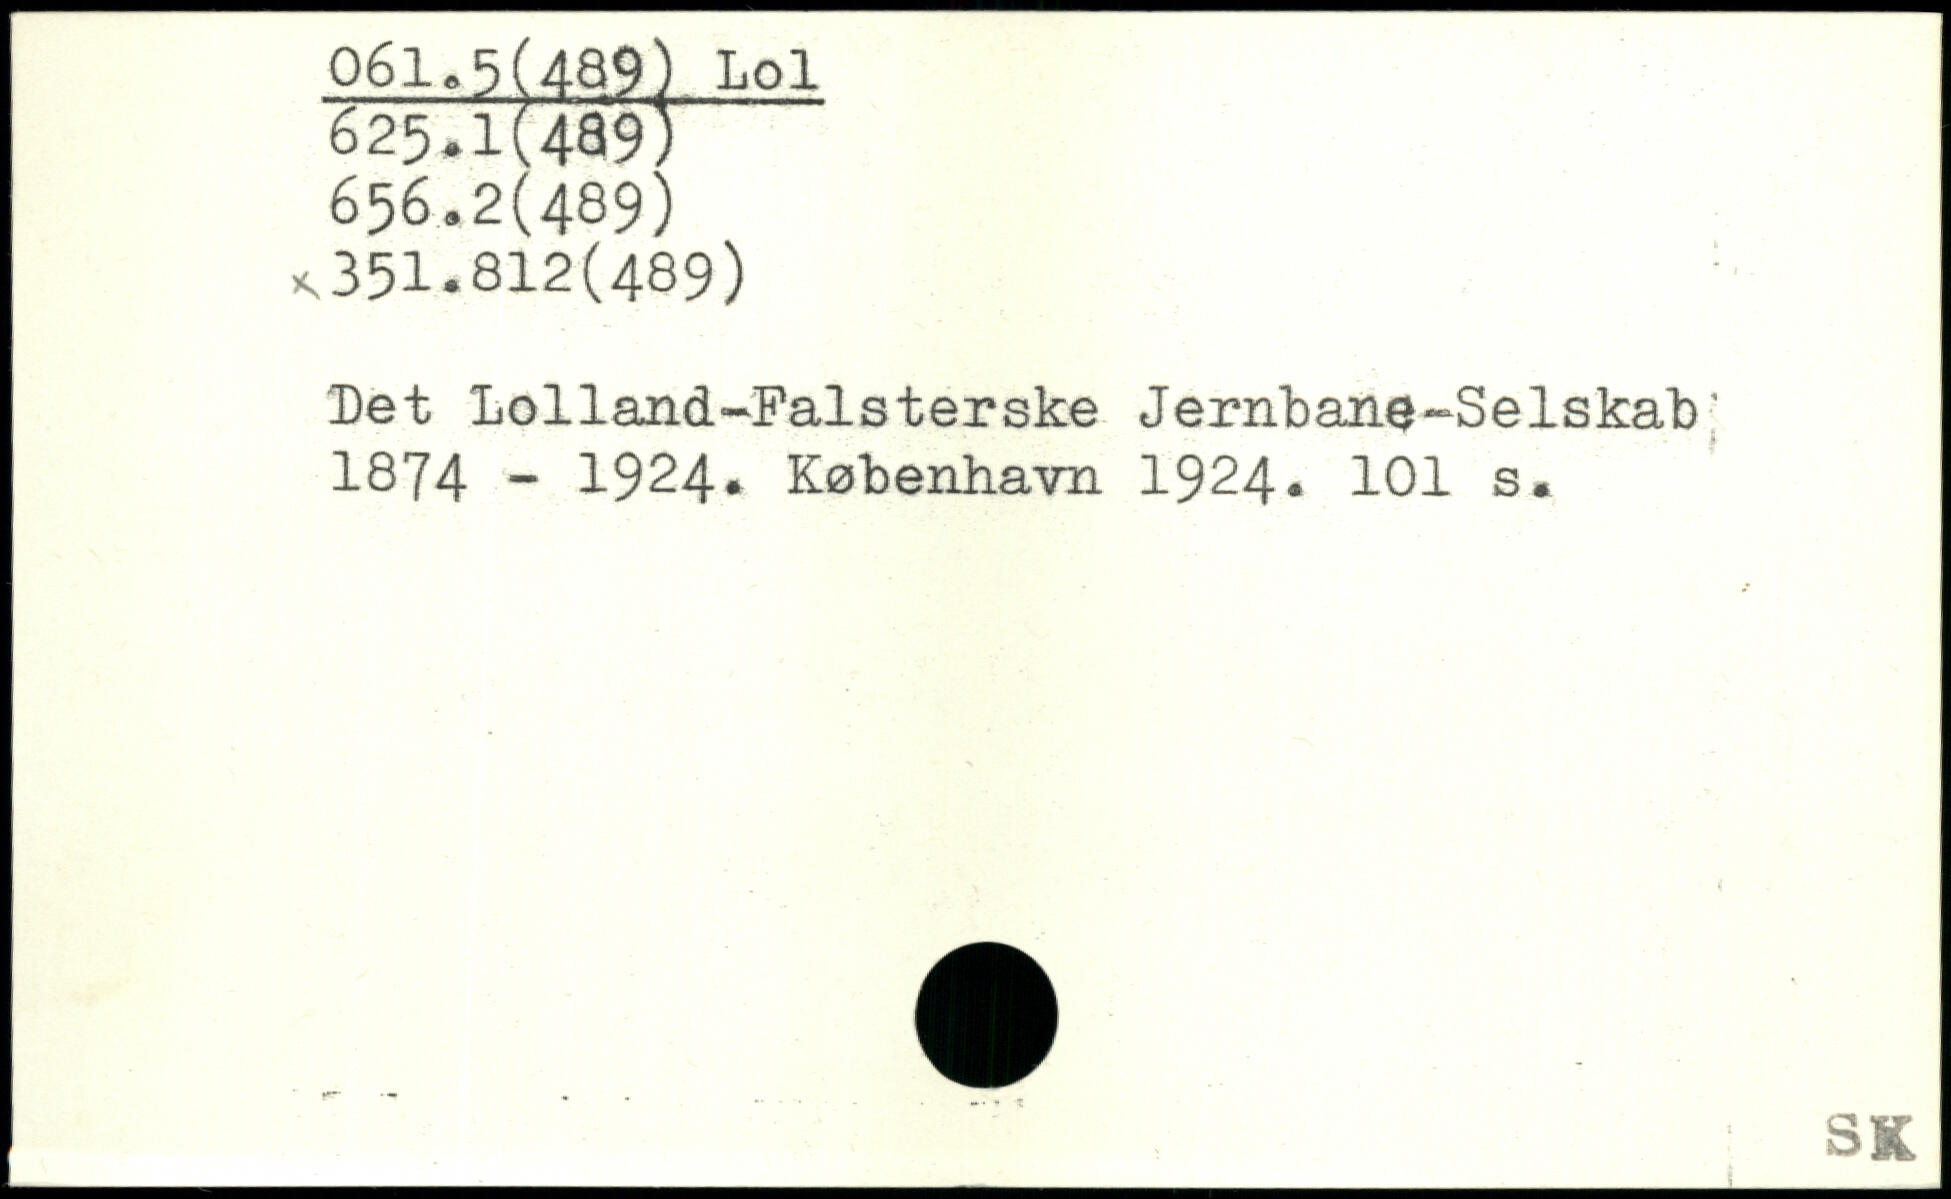 061.5(489) Lol
625.1(489)
656.2(489)
x 351.812(489)
Det Lolland-Falsterske Jernbane-Selskab
1874 - 1924. København 1924. 101 s.
SK